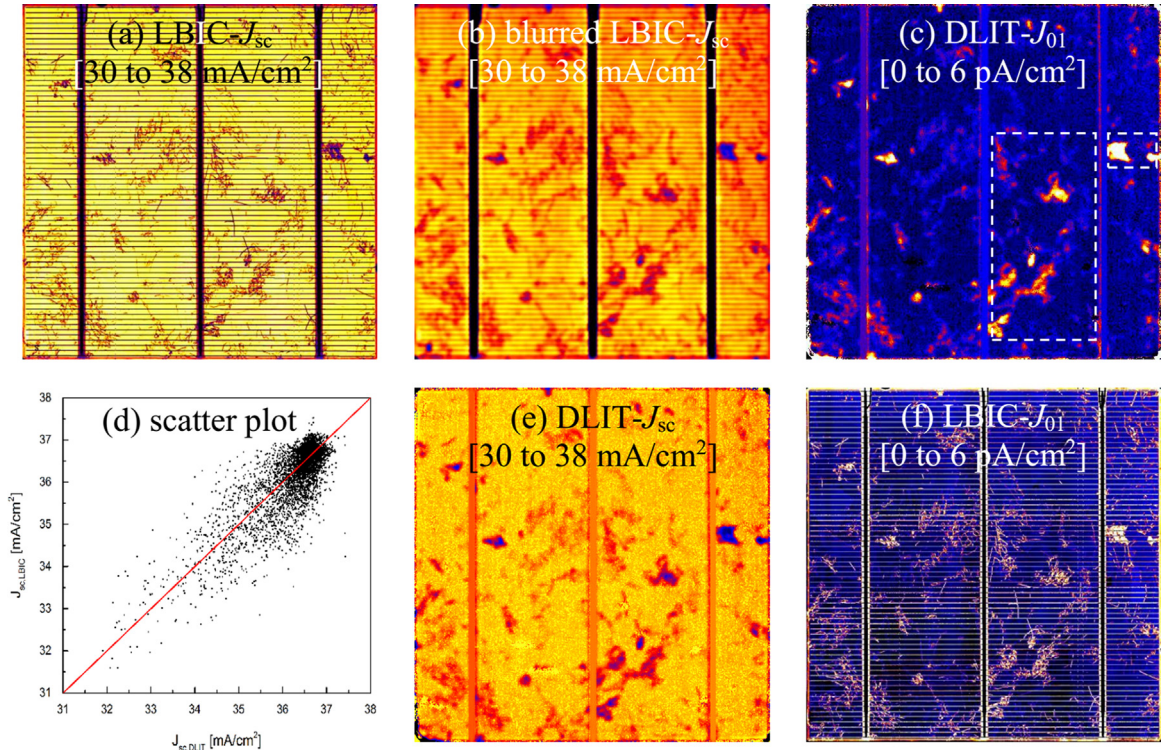 (a) LBIC-Jsc
[30 to 38 mA/cm²]
(b) blurred LBIC-Jsc
[30 to 38 mA/cm²]
(c) DLIT-J01
[0 to 6 pA/cm²]
(d) scatter plot
38
37
36
35
34
33
32
31
31 32 33 34 35 36 37 38
Jsc,LBIC [mA/cm²]
Jsc,DLIT [mA/cm²]
(e) DLIT-Jsc
[30 to 38 mA/cm²]
(f) LBIC-J01
[0 to 6 pA/cm²]